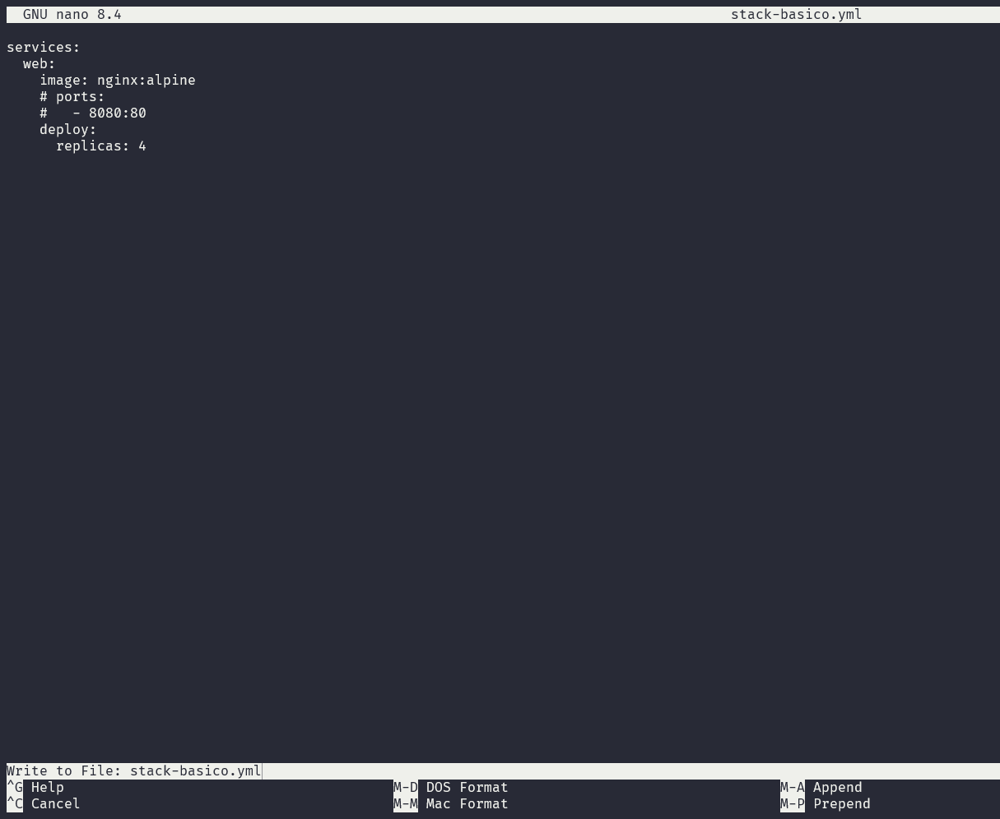 GNU nano 8.4 stack-basico.yml
services:
  web:
    image: nginx:alpine
    # ports:
    #   - 8080:80
    deploy:
      replicas: 4
Write to File: stack-basico.yml
^G Help M-D DOS Format M-A Append
^C Cancel M-M Mac Format M-P Prepend